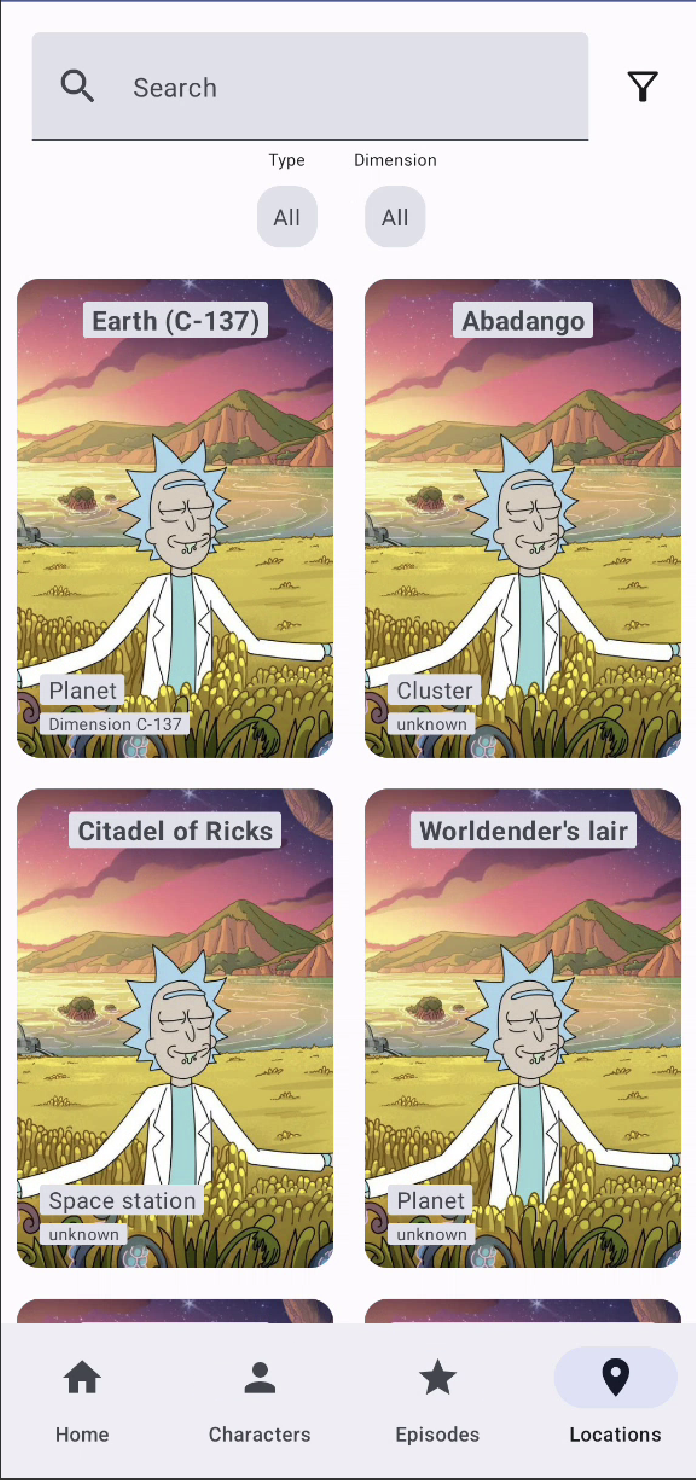 Search
Type Dimension
All All
Earth (C-137) Abadango
Planet Cluster
Dimension C-137 unknown
Citadel of Ricks Worldender's lair
Space station Planet
unknown unknown
Home Characters Episodes Locations